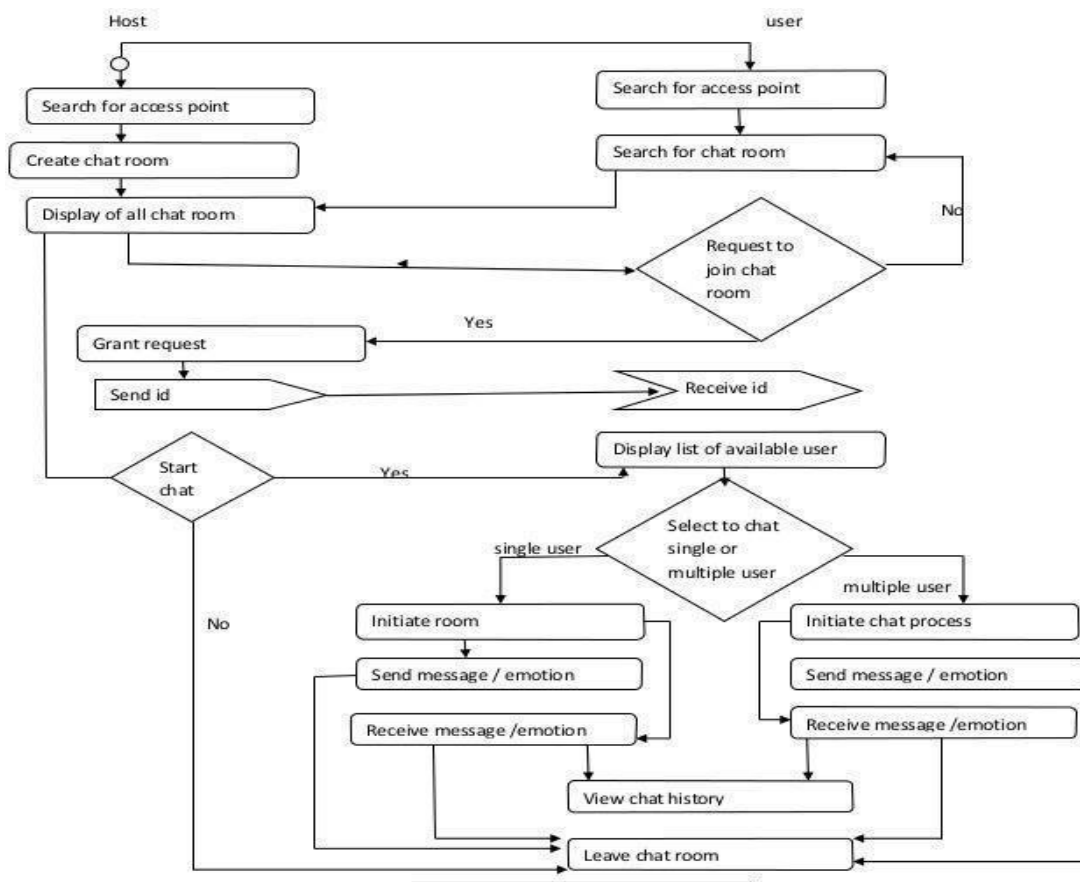 Host
user
Search for access point
Search for access point
Create chat room
Search for chat room
Display of all chat room
No
Request to
join chat
room
Yes
Grant request
Send id
Receive id
Display list of available user
Start
chat
Yes
Select to chat
single or
multiple user
single user
multiple user
No
Initiate room
Initiate chat process
Send message / emotion
Send message / emotion
Receive message /emotion
Receive message /emotion
View chat history
Leave chat room